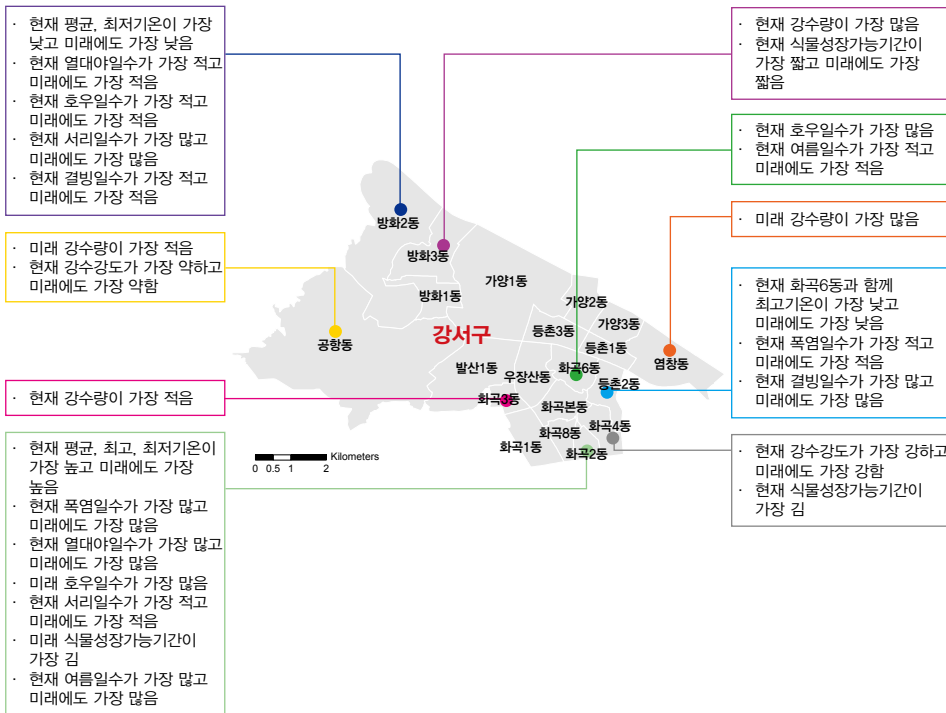 · 현재 평균, 최저기온이 가장
낮고 미래에도 가장 낮음
· 현재 열대야일수가 가장 적고
미래에도 가장 적음
· 현재 호우일수가 가장 적고
미래에도 가장 적음
· 현재 서리일수가 가장 많고
미래에도 가장 많음
· 현재 결빙일수가 가장 적고
미래에도 가장 적음
· 미래 강수량이 가장 적음
· 현재 강수강도가 가장 약하고
미래에도 가장 약함
· 현재 강수량이 가장 적음
· 현재 평균, 최고, 최저기온이
가장 높고 미래에도 가장
높음
· 현재 폭염일수가 가장 많고
미래에도 가장 많음
· 현재 열대야일수가 가장 많고
미래에도 가장 많음
· 미래 호우일수가 가장 많음
· 현재 서리일수가 가장 적고
미래에도 가장 적음
· 미래 식물성장가능기간이
가장 김
· 현재 여름일수가 가장 많고
미래에도 가장 많음
방화2동
방화3동
방화1동
가양1동
가양2동
가양3동
강서구
등촌3동
등촌1동
공항동
염창동
발산1동
우장산동
화곡6동
등촌2동
화곡3동
화곡본동
화곡4동
화곡8동
화곡1동
화곡2동
Kilometers
0 0.5 1 2
· 현재 강수량이 가장 많음
· 현재 식물성장가능기간이
가장 짧고 미래에도 가장
짧음
· 현재 호우일수가 가장 많음
· 현재 여름일수가 가장 적고
미래에도 가장 적음
· 미래 강수량이 가장 많음
· 현재 화곡6동과 함께
최고기온이 가장 낮고
미래에도 가장 낮음
· 현재 폭염일수가 가장 적고
미래에도 가장 적음
· 현재 결빙일수가 가장 많고
미래에도 가장 많음
· 현재 강수강도가 가장 강하고
미래에도 가장 강함
· 현재 식물성장가능기간이
가장 김